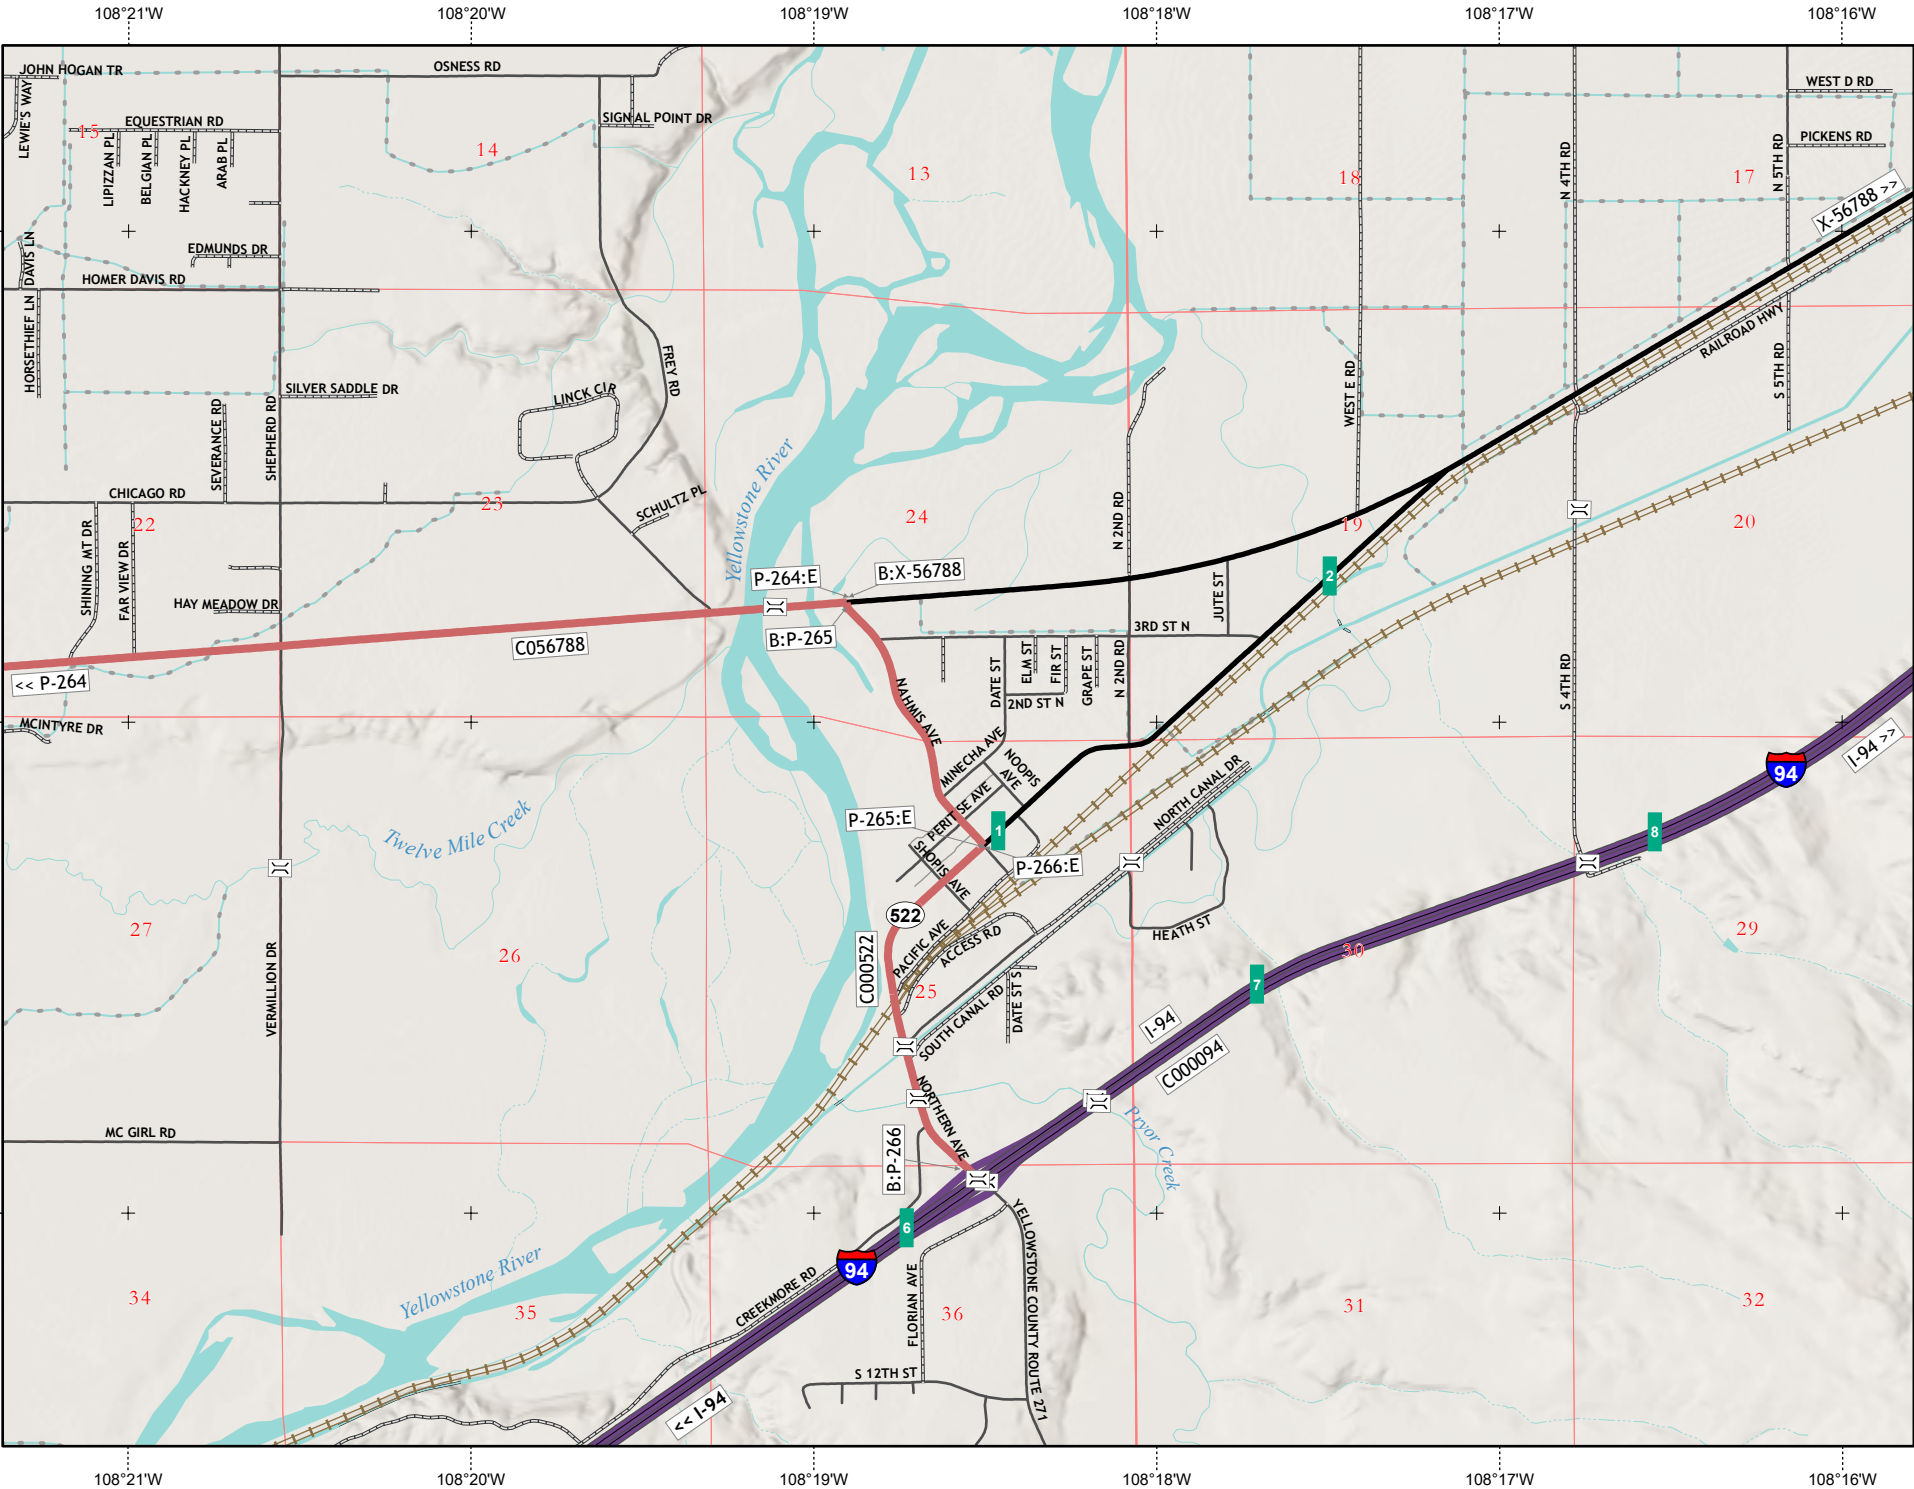 108°21'W 108°20'W 108°19'W 108°18'W 108°17'W 108°16'W
JOHN HOGAN TR
OSNESS RD
WEST D RD
LEWIE'S WAY
EQUESTRIAN RD
SIGNAL POINT DR
15
14
13
18
17
PICKENS RD
LIPIZZAN PL
BELGIAN PL
HACKNEY PL
ARAB PL
N 4TH RD
N 5TH RD
X-56788 >>
DAVIS LN
EDMUNDS DR
HOMER DAVIS RD
HORSETHIEF LN
RAILROAD HWY
FREY RD
SILVER SADDLE DR
LINCK CIR
WEST E RD
S 5TH RD
SEVERANCE RD
SHEPHERD RD
Yellowstone River
CHICAGO RD
SCHULTZ PL
22
23
24
19
20
N 2ND RD
SHINING MT DR
FAR VIEW DR
P-264:E
B:X-56788
2
JUTE ST
HAY MEADOW DR
C056788
B:P-265
3RD ST N
<< P-264
DATE ST
ELM ST
FIR ST
GRAPE ST
N 2ND RD
S 4TH RD
2ND ST N
NAHMIS AVE
MCINTYRE DR
MINECHA AVE
NOOPIS AVE
I-94 >>
94
NORTH CANAL DR
PERITSE AVE
Twelve Mile Creek
P-265:E
1
8
SHOPIS AVE
P-266:E
522
27
26
25
30
29
HEATH ST
PACIFIC AVE
ACCESS RD
VERMILLION DR
C000522
7
DATE ST S
SOUTH CANAL RD
I-94
C000094
NORTHERN AVE
Pryor Creek
MC GIRL RD
B:P-266
6
YELLOWSTONE COUNTY ROUTE 271
94
Yellowstone River
CREEKMORE RD
FLORIAN AVE
34
35
36
31
32
S 12TH ST
<< I-94
108°21'W 108°20'W 108°19'W 108°18'W 108°17'W 108°16'W